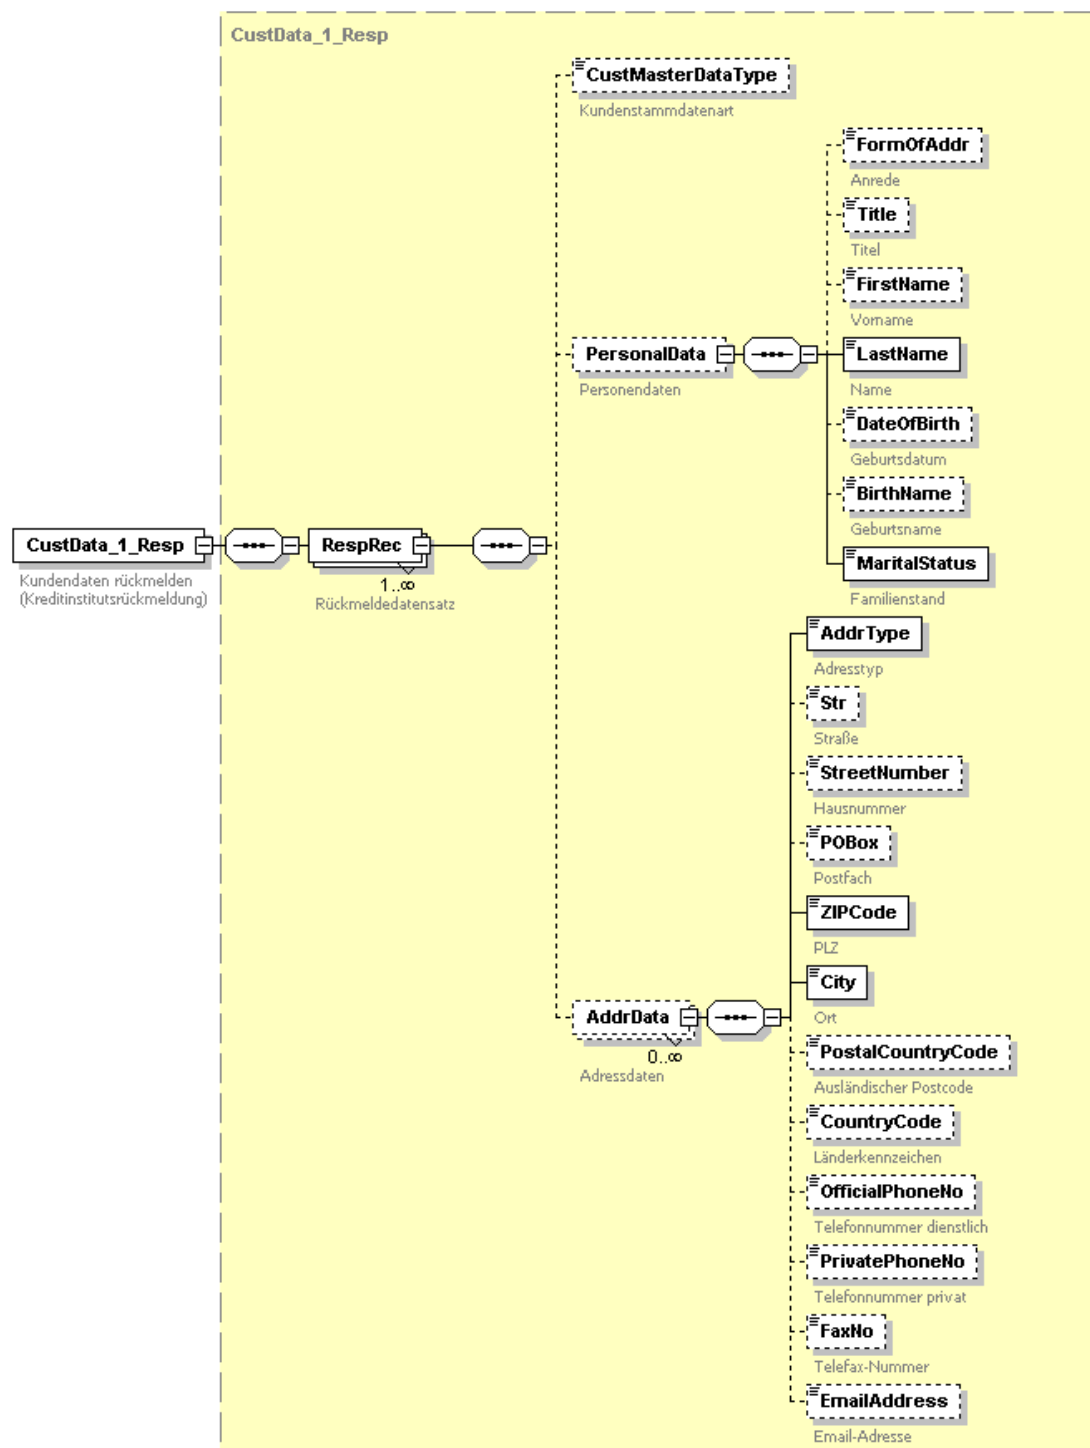 CustData_1_Resp
CustMasterDataType
Kundenstammdatenart
FormOfAddr
Anrede
Title
Titel
FirstName
Vorname
PersonalData
Personendaten
LastName
Name
DateOfBirth
Geburtsdatum
BirthName
Geburtsname
CustData_1_Resp
Kundendaten rückmelden
(Kreditinstitutsrückmeldung)
RespRec
1..∞
Rückmeldedatensatz
MaritalStatus
Familienstand
AddrType
Adresstyp
Str
Straße
StreetNumber
Hausnummer
POBox
Postfach
ZIPCode
PLZ
City
Ort
AddrData
0..∞
Adressdaten
PostalCountryCode
Ausländischer Postcode
CountryCode
Länderkennzeichen
OfficialPhoneNo
Telefonnummer dienstlich
PrivatePhoneNo
Telefonnummer privat
FaxNo
Telefax-Nummer
EmailAddress
Email-Adresse